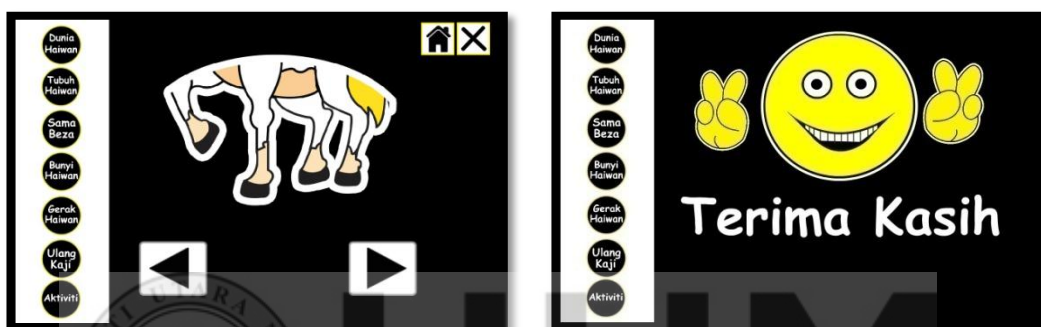 Dunia
Haiwan
Tubuh
Haiwan
Sama
Beza
Bunyi
Haiwan
Gerak
Haiwan
Ulang
Kaji
Aktiviti
Dunia
Haiwan
Tubuh
Haiwan
Sama
Beza
Bunyi
Haiwan
Gerak
Haiwan
Ulang
Kaji
Aktiviti
Terima Kasih
UTARA